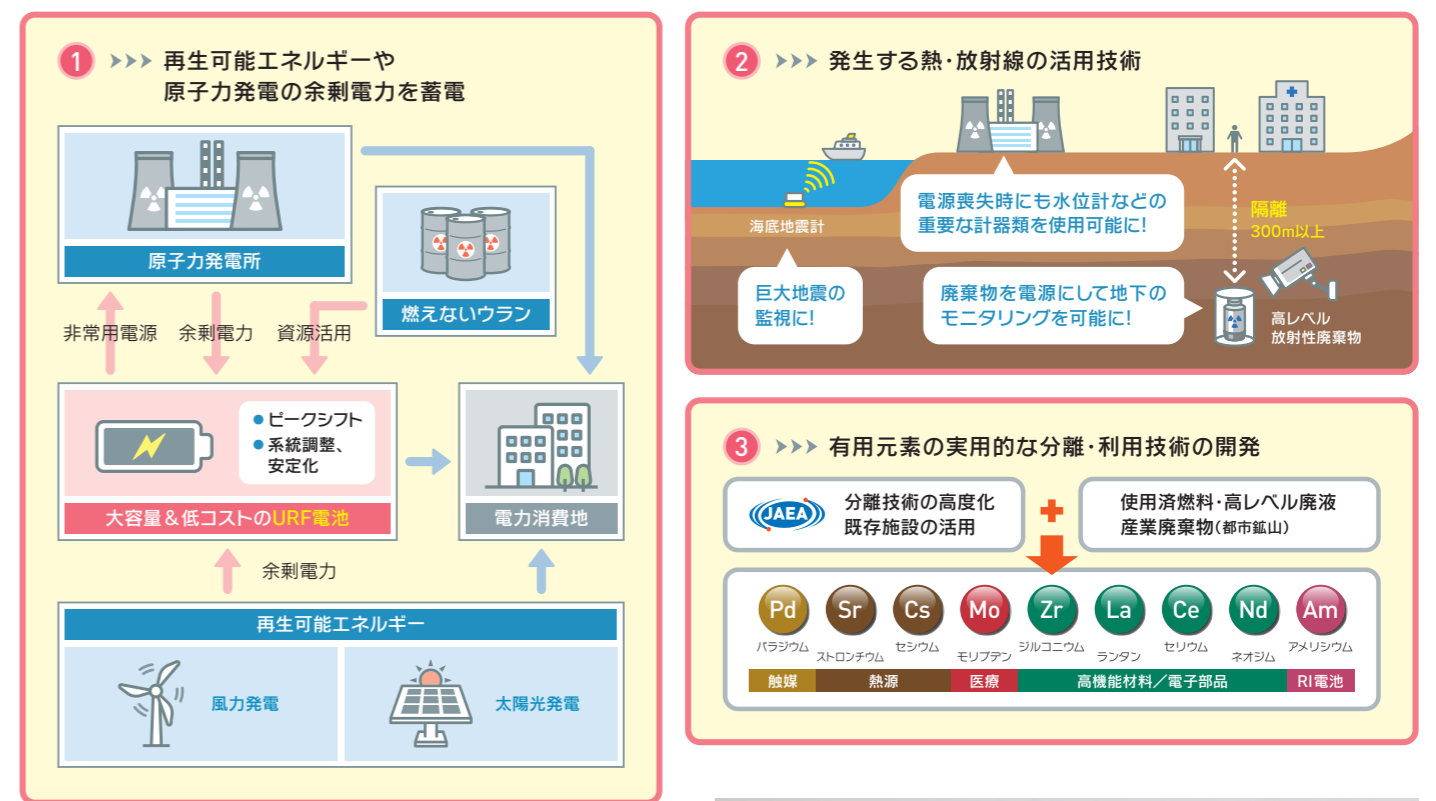 1 >>> 再生可能エネルギーや
原子力発電の余剰電力を蓄電
原子力発電所
燃えないウラン
非常用電源
余剰電力
資源活用
ピークシフト
系統調整、
安定化
大容量＆低コストのURF電池
電力消費地
余剰電力
再生可能エネルギー
風力発電
太陽光発電
2 >>> 発生する熱・放射線の活用技術
海底地震計
巨大地震の
監視に!
電源喪失時にも水位計などの
重要な計器類を使用可能に!
廃棄物を電源にして地下の
モニタリングを可能に!
隔離
300m以上
高レベル
放射性廃棄物
3 >>> 有用元素の実用的な分離・利用技術の開発
JAEA
分離技術の高度化
既存施設の活用
使用済燃料・高レベル廃液
産業廃棄物(都市鉱山)
Pd Sr Cs Mo Zr La Ce Nd Am
パラジウム ストロンチウム セシウム モリブデン ジルコニウム ランタン セリウム ネオジム アメリシウム
触媒 熱源 医療 高機能材料／電子部品 RI電池